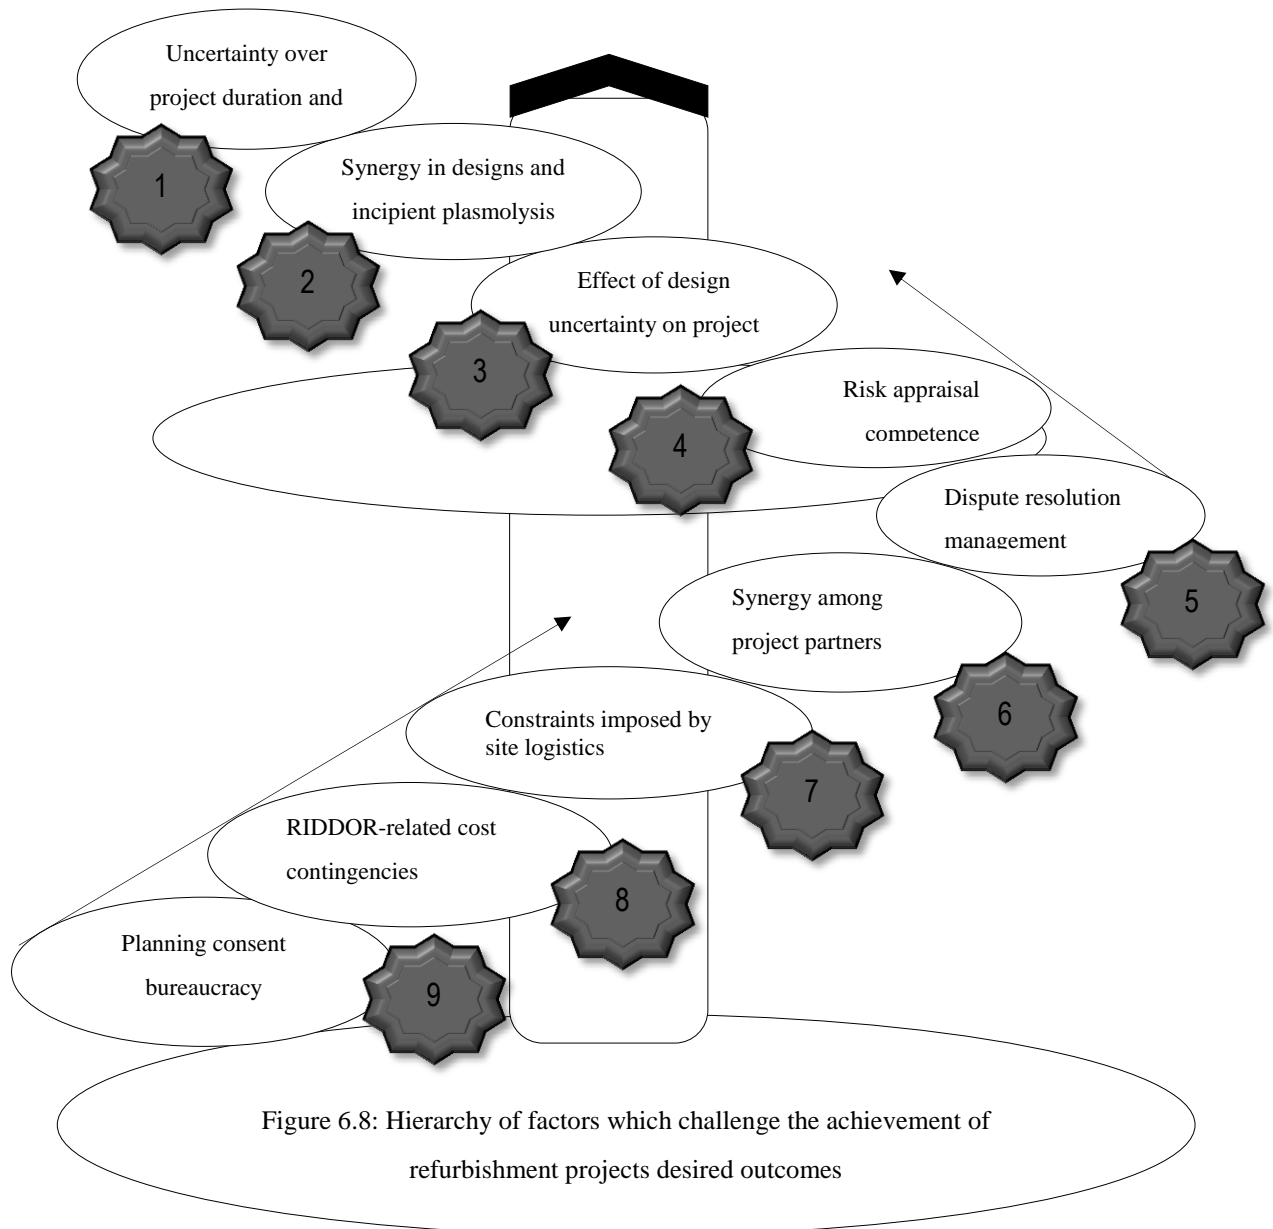 Uncertainty over
project duration and
1
Synergy in designs and
incipient plasmolysis
2
Effect of design
uncertainty on project
3
Risk appraisal
competence
4
Dispute resolution
management
5
Synergy among
project partners
6
Constraints imposed by
site logistics
7
RIDDOR-related cost
contingencies
8
Planning consent
bureaucracy
9
Figure 6.8: Hierarchy of factors which challenge the achievement of
refurbishment projects desired outcomes